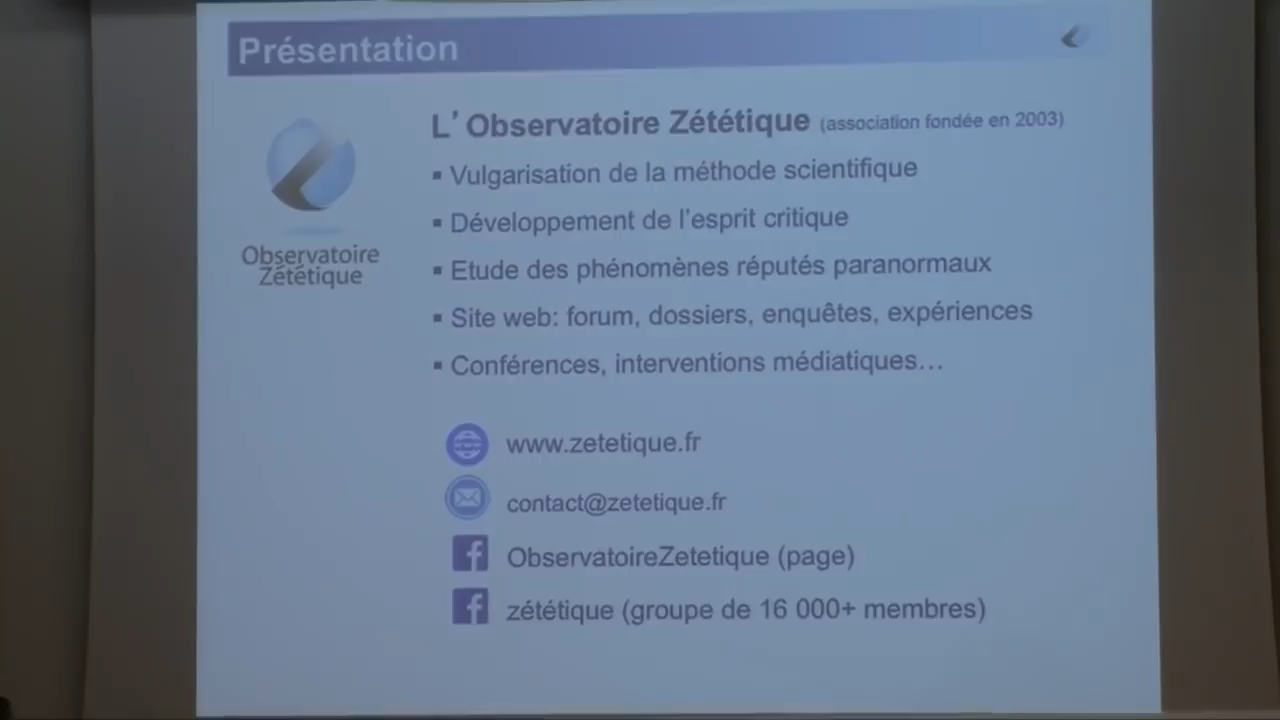 Présentation
L' Observatoire Zététique (association fondée en 2003)
▪ Vulgarisation de la méthode scientifique
▪ Développement de l'esprit critique
▪ Etude des phénomènes réputés paranormaux
▪ Site web: forum, dossiers, enquêtes, expériences
▪ Conférences, interventions médiatiques…
Observatoire
Zététique
www.zetetique.fr
contact@zetetique.fr
ObservatoireZetetique (page)
zététique (groupe de 16 000+ membres)